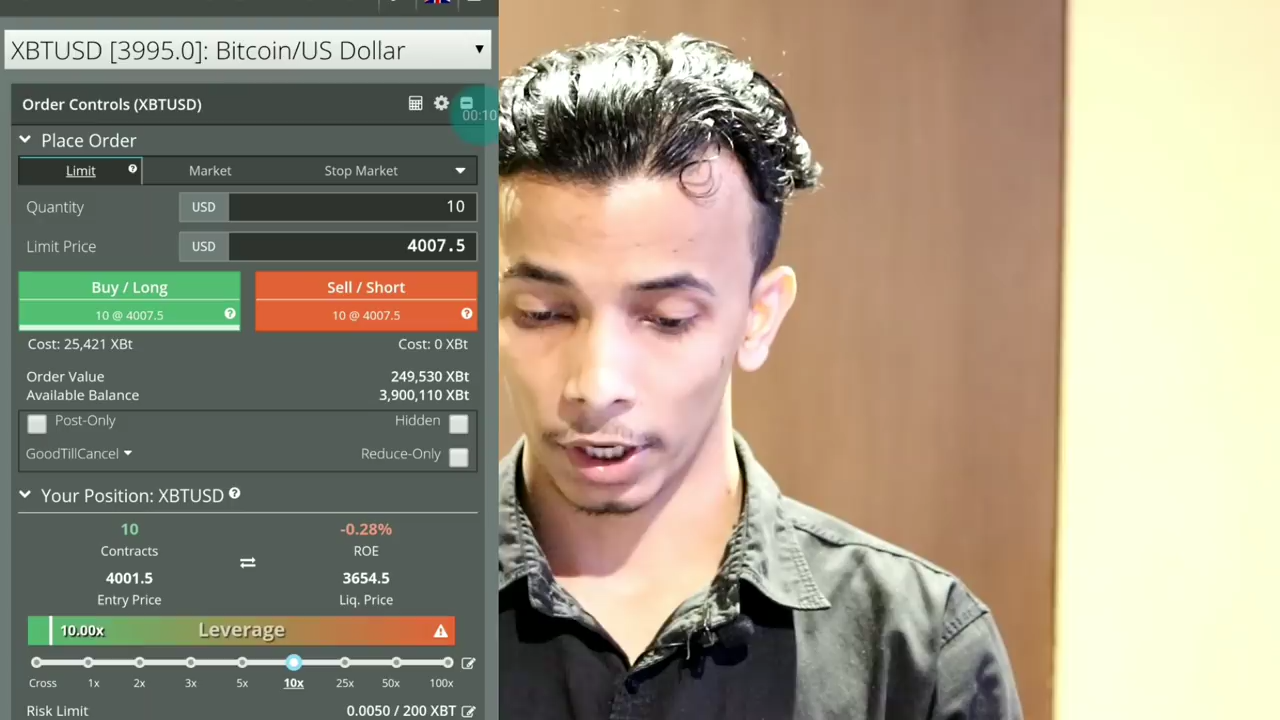 XBTUSD [3995.0]: Bitcoin/US Dollar
Order Controls (XBTUSD)
00:10
Place Order
Limit Market Stop Market
Quantity USD 10
Limit Price USD 4007.5
Buy / Long Sell / Short
10 @ 4007.5 10 @ 4007.5
Cost: 25,421 XBt Cost: 0 XBt
Order Value 249,530 XBt
Available Balance 3,900,110 XBt
Post-Only Hidden
GoodTillCancel Reduce-Only
Your Position: XBTUSD
10 -0.28%
Contracts ROE
4001.5 3654.5
Entry Price Liq. Price
10.00x Leverage
Cross 1x 2x 3x 5x 10x 25x 50x 100x
Risk Limit 0.0050 / 200 XBT